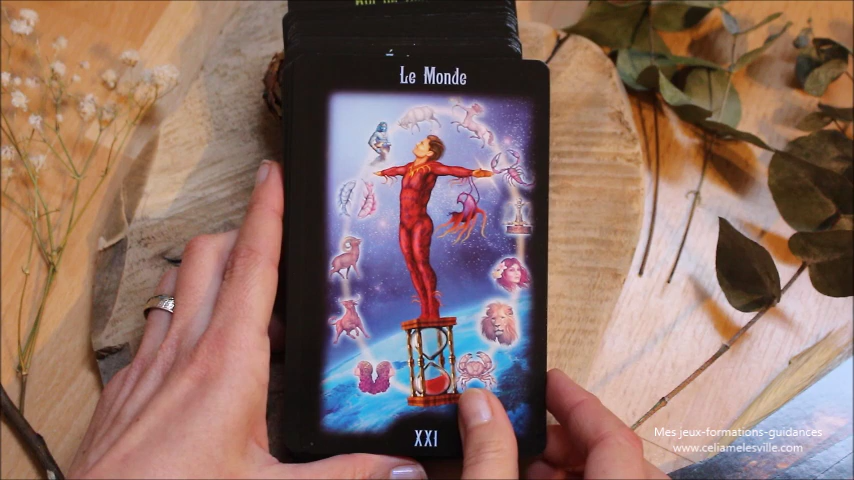 Le Monde
XXI
Mes jeux-formations-guidances
www.celiamelesville.com